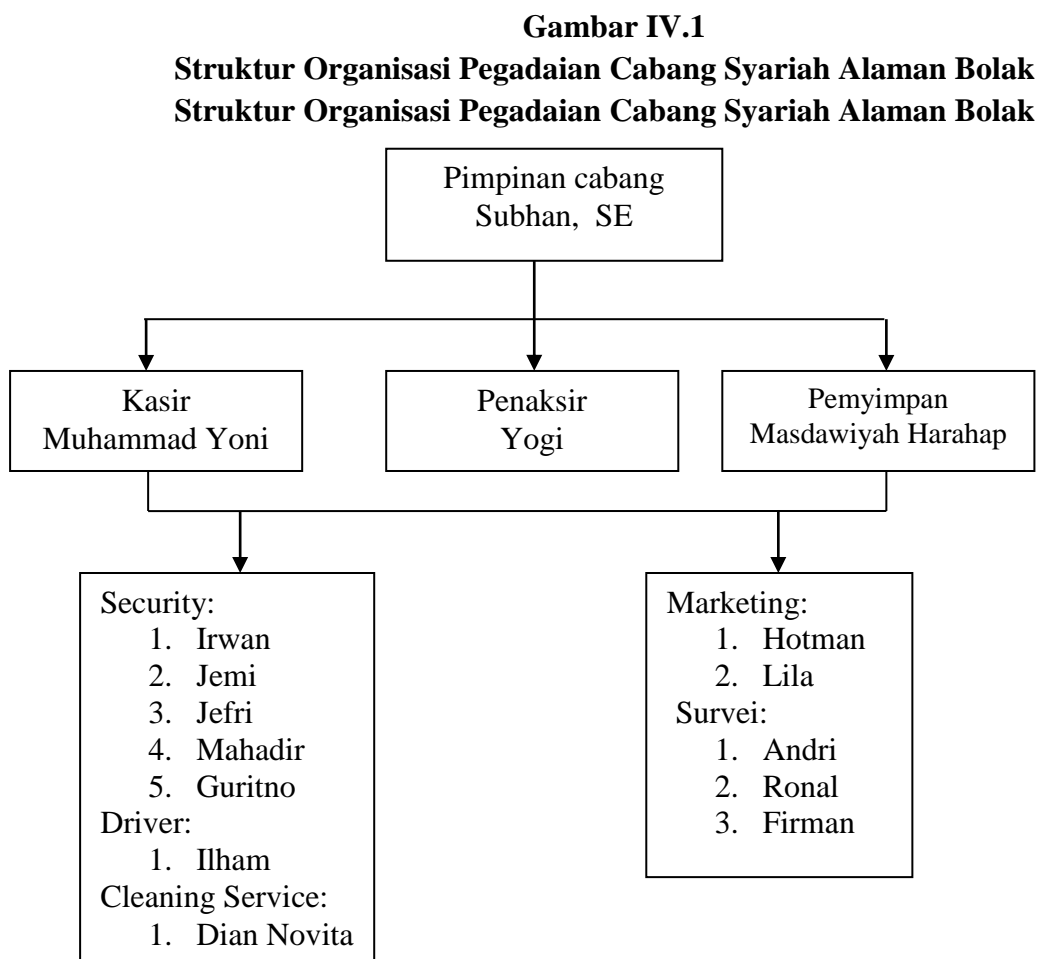 Gambar IV.1
Struktur Organisasi Pegadaian Cabang Syariah Alaman Bolak
Struktur Organisasi Pegadaian Cabang Syariah Alaman Bolak
Pimpinan cabang
Subhan, SE
Kasir
Muhammad Yoni
Penaksir
Yogi
Pemyimpan
Masdawiyah Harahap
Security:
1. Irwan
2. Jemi
3. Jefri
4. Mahadir
5. Guritno
Driver:
1. Ilham
Cleaning Service:
1. Dian Novita
Marketing:
1. Hotman
2. Lila
Survei:
1. Andri
2. Ronal
3. Firman